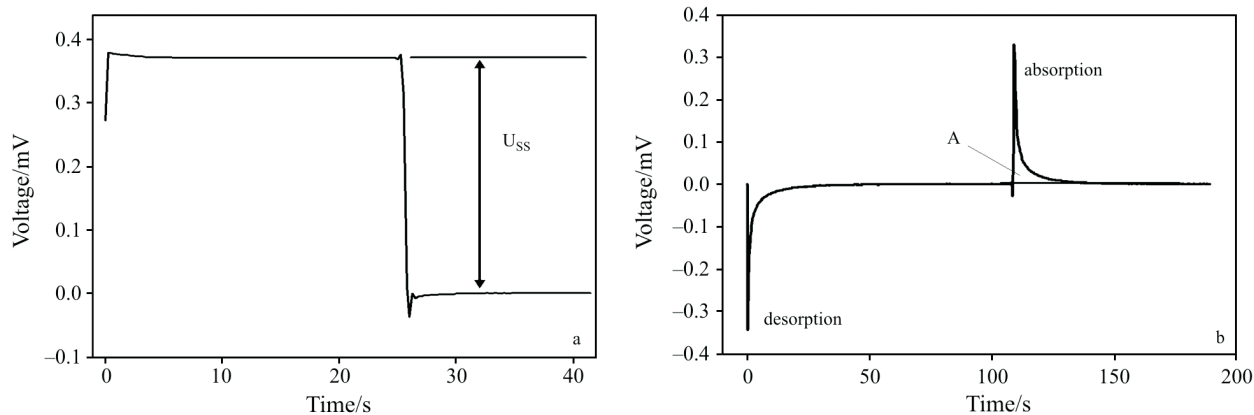 0.4
0.3
0.2
0.1
0.0
–0.1
Voltage/mV
U_SS
a
0 10 20 30 40
Time/s
0.4
0.3
0.2
0.1
0.0
–0.1
–0.2
–0.3
–0.4
Voltage/mV
absorption
A
desorption
b
0 50 100 150 200
Time/s